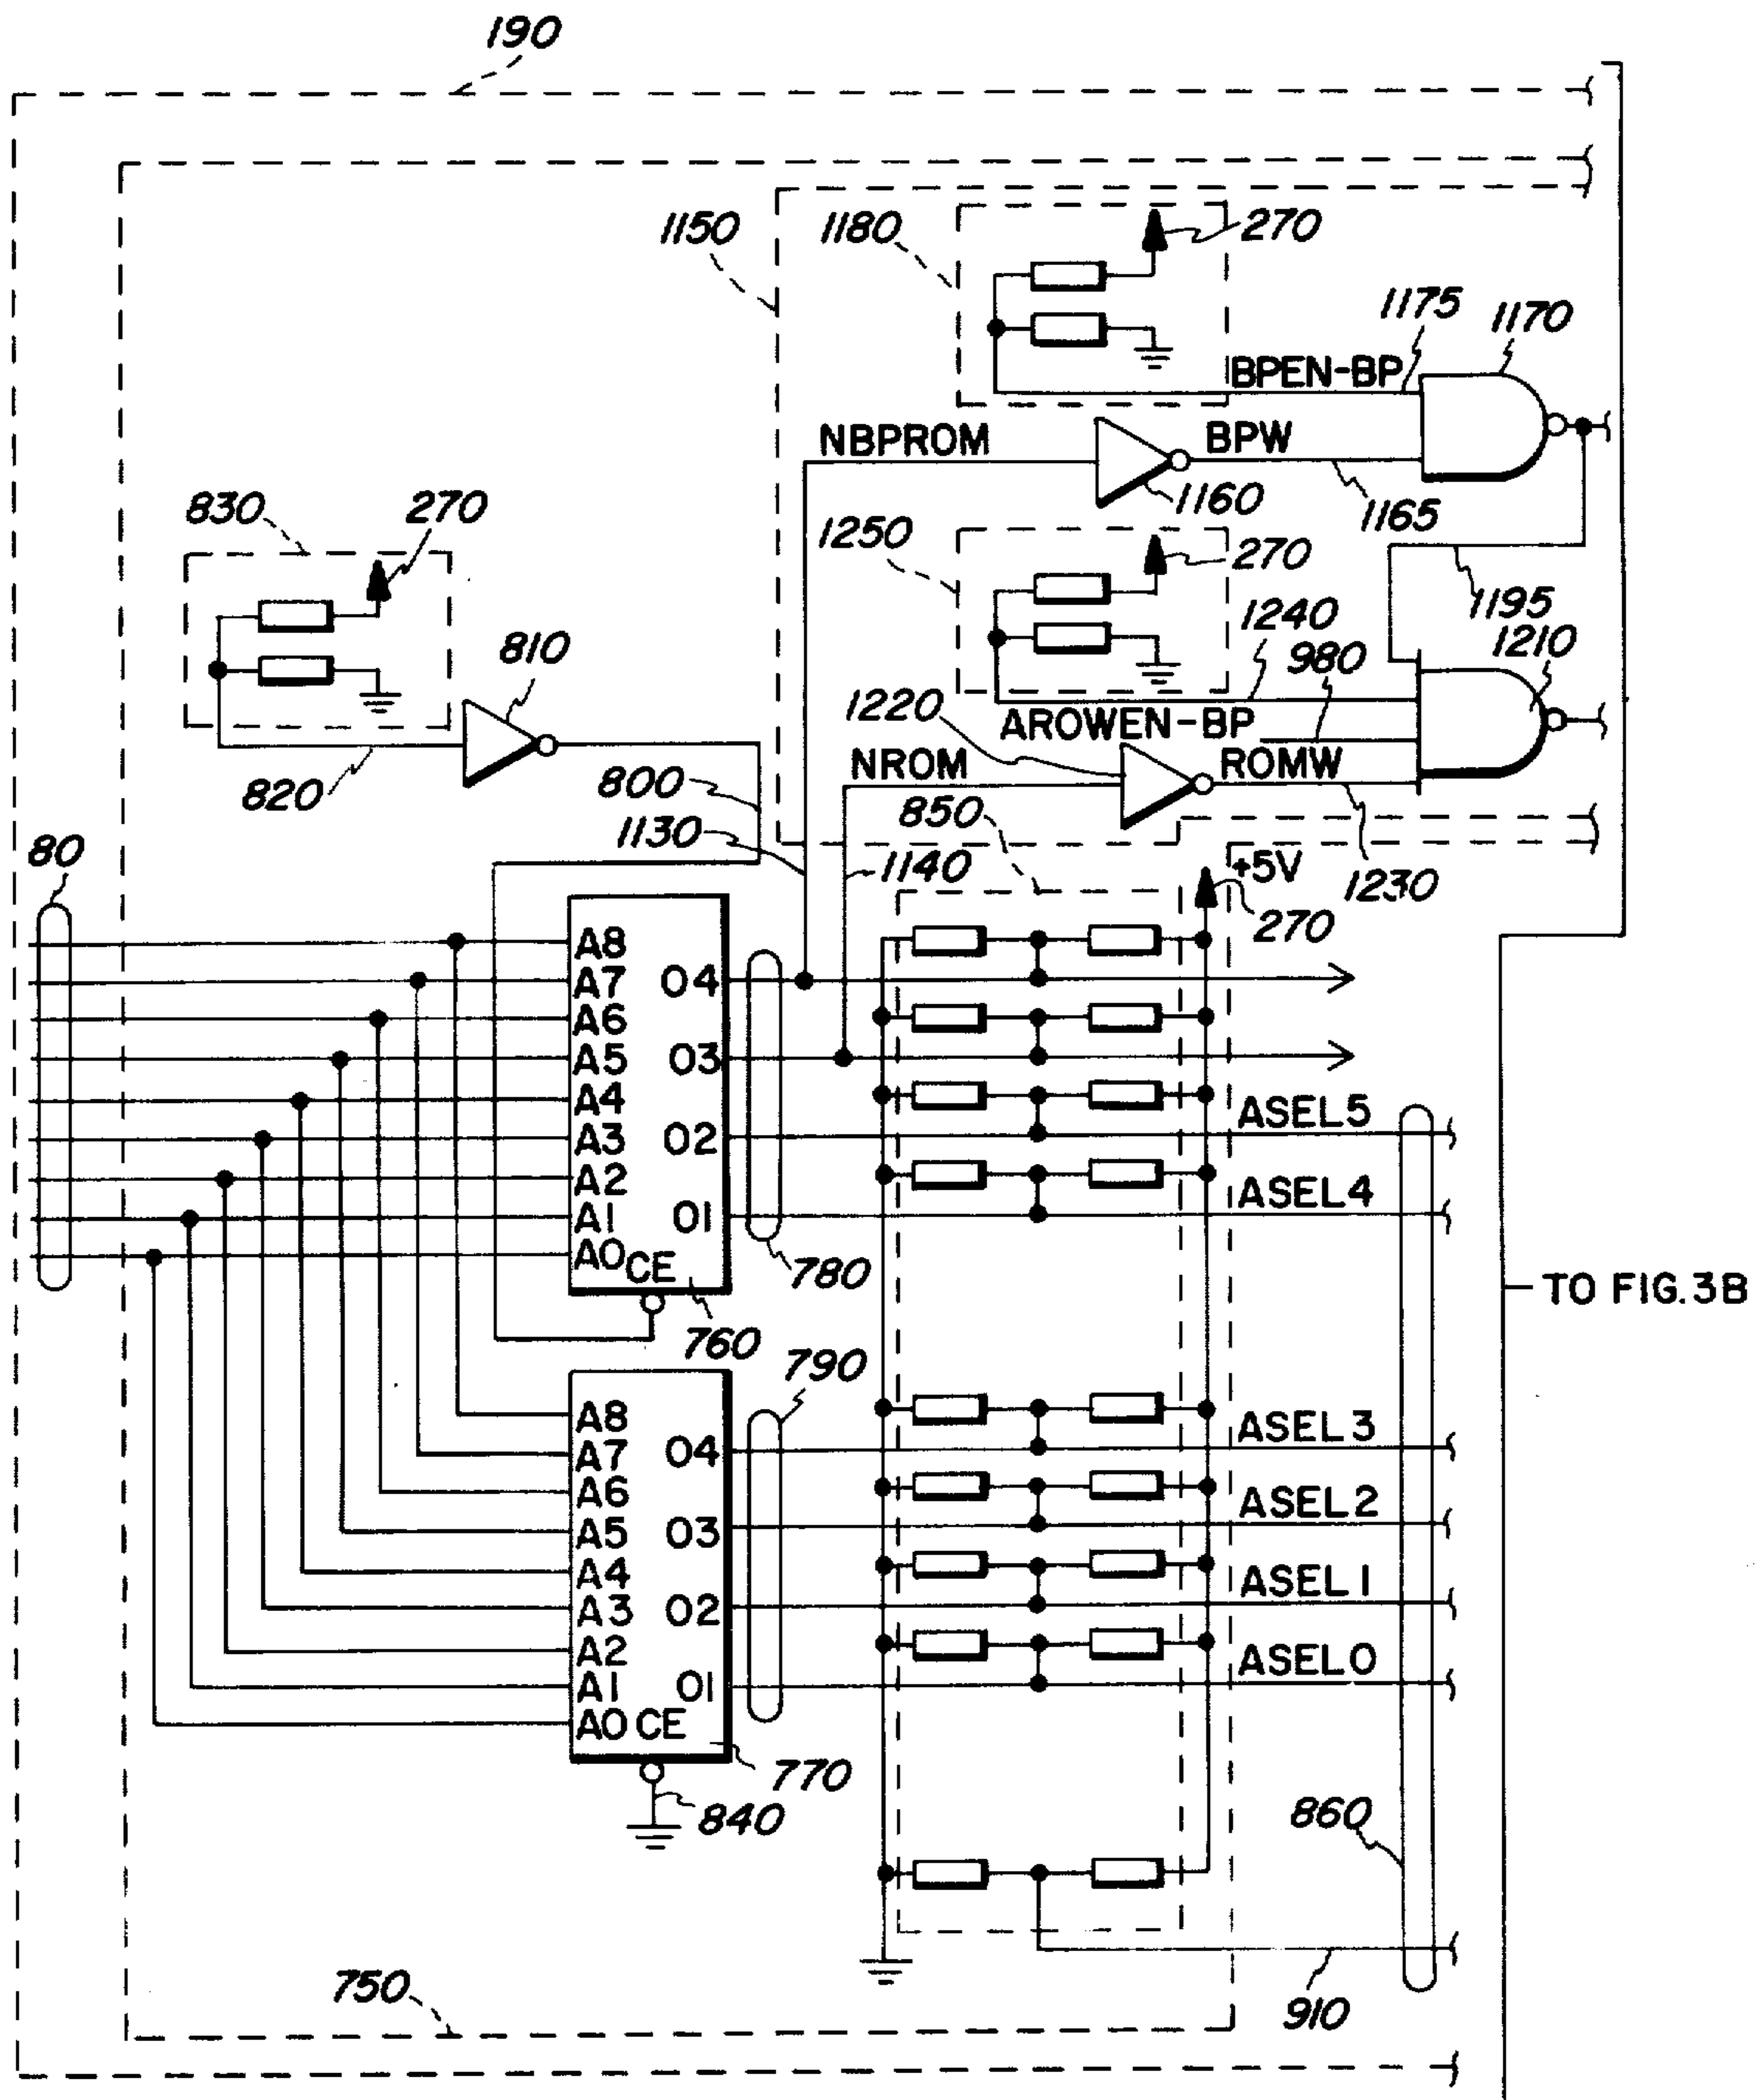 190
1150
1180
270
1175
1170
BPEN-BP
NBPROM
BPW
1160
1165
830
270
1250
270
1240
1195
980
1210
810
1220
AROWEN-BP
820
800
NROM
ROMW
850
1130
1140
+5V
270
1230
80
A8
A7
A6
A5
A4
A3
A2
A1
A0
CE
O4
O3
O2
O1
760
780
ASEL5
ASEL4
TO FIG.3B
790
A8
A7
A6
A5
A4
A3
A2
A1
A0 CE
O4
O3
O2
O1
770
840
ASEL3
ASEL2
ASEL1
ASEL0
860
750
910